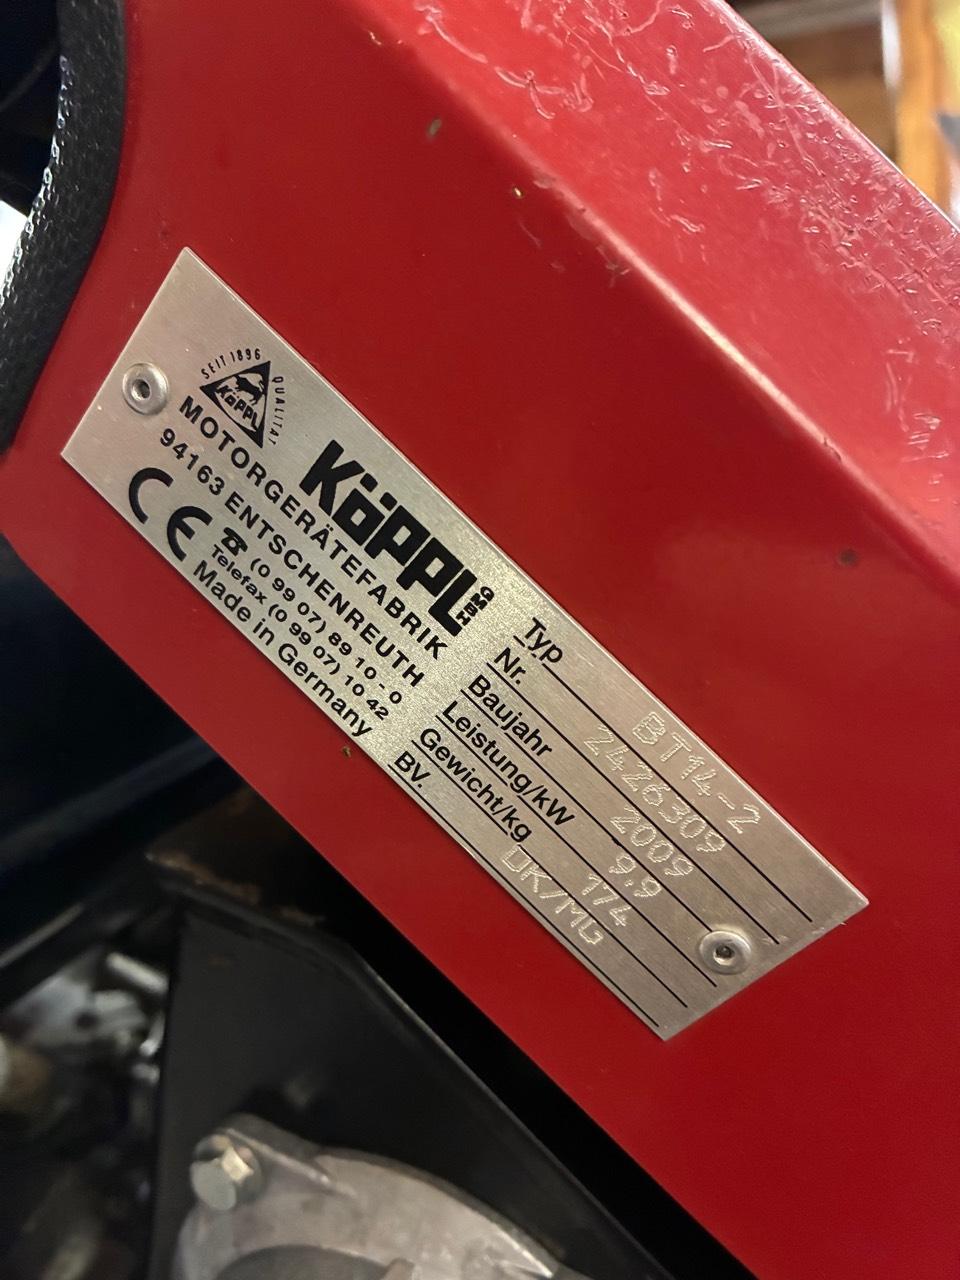 SEIT 1896 QUALITÄT
KÖPPL
KÖPPL GMBH
MOTORGERÄTEFABRIK
94163 ENTSCHENREUTH
CE ☎ (0 99 07) 89 10 - 0
Telefax (0 99 07) 10 42
Made in Germany
Typ BT14-2
Nr. 2426309
Baujahr 2009
Leistung/kW 9,9
Gewicht/kg 174
BV. OK/MG